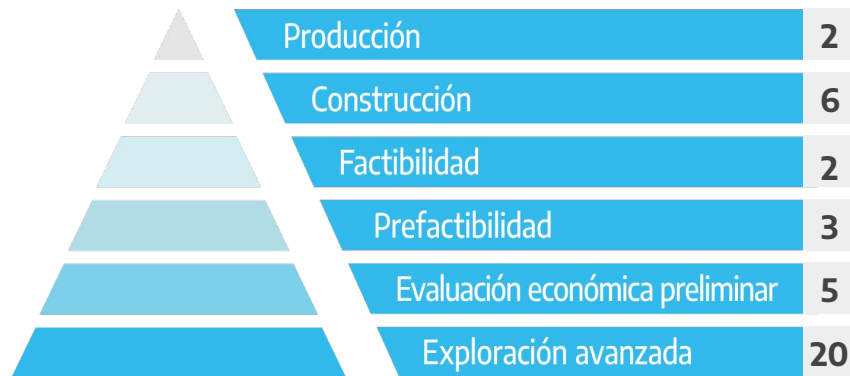 Producción 2
Construcción 6
Factibilidad 2
Prefactibilidad 3
Evaluación económica preliminar 5
Exploración avanzada 20